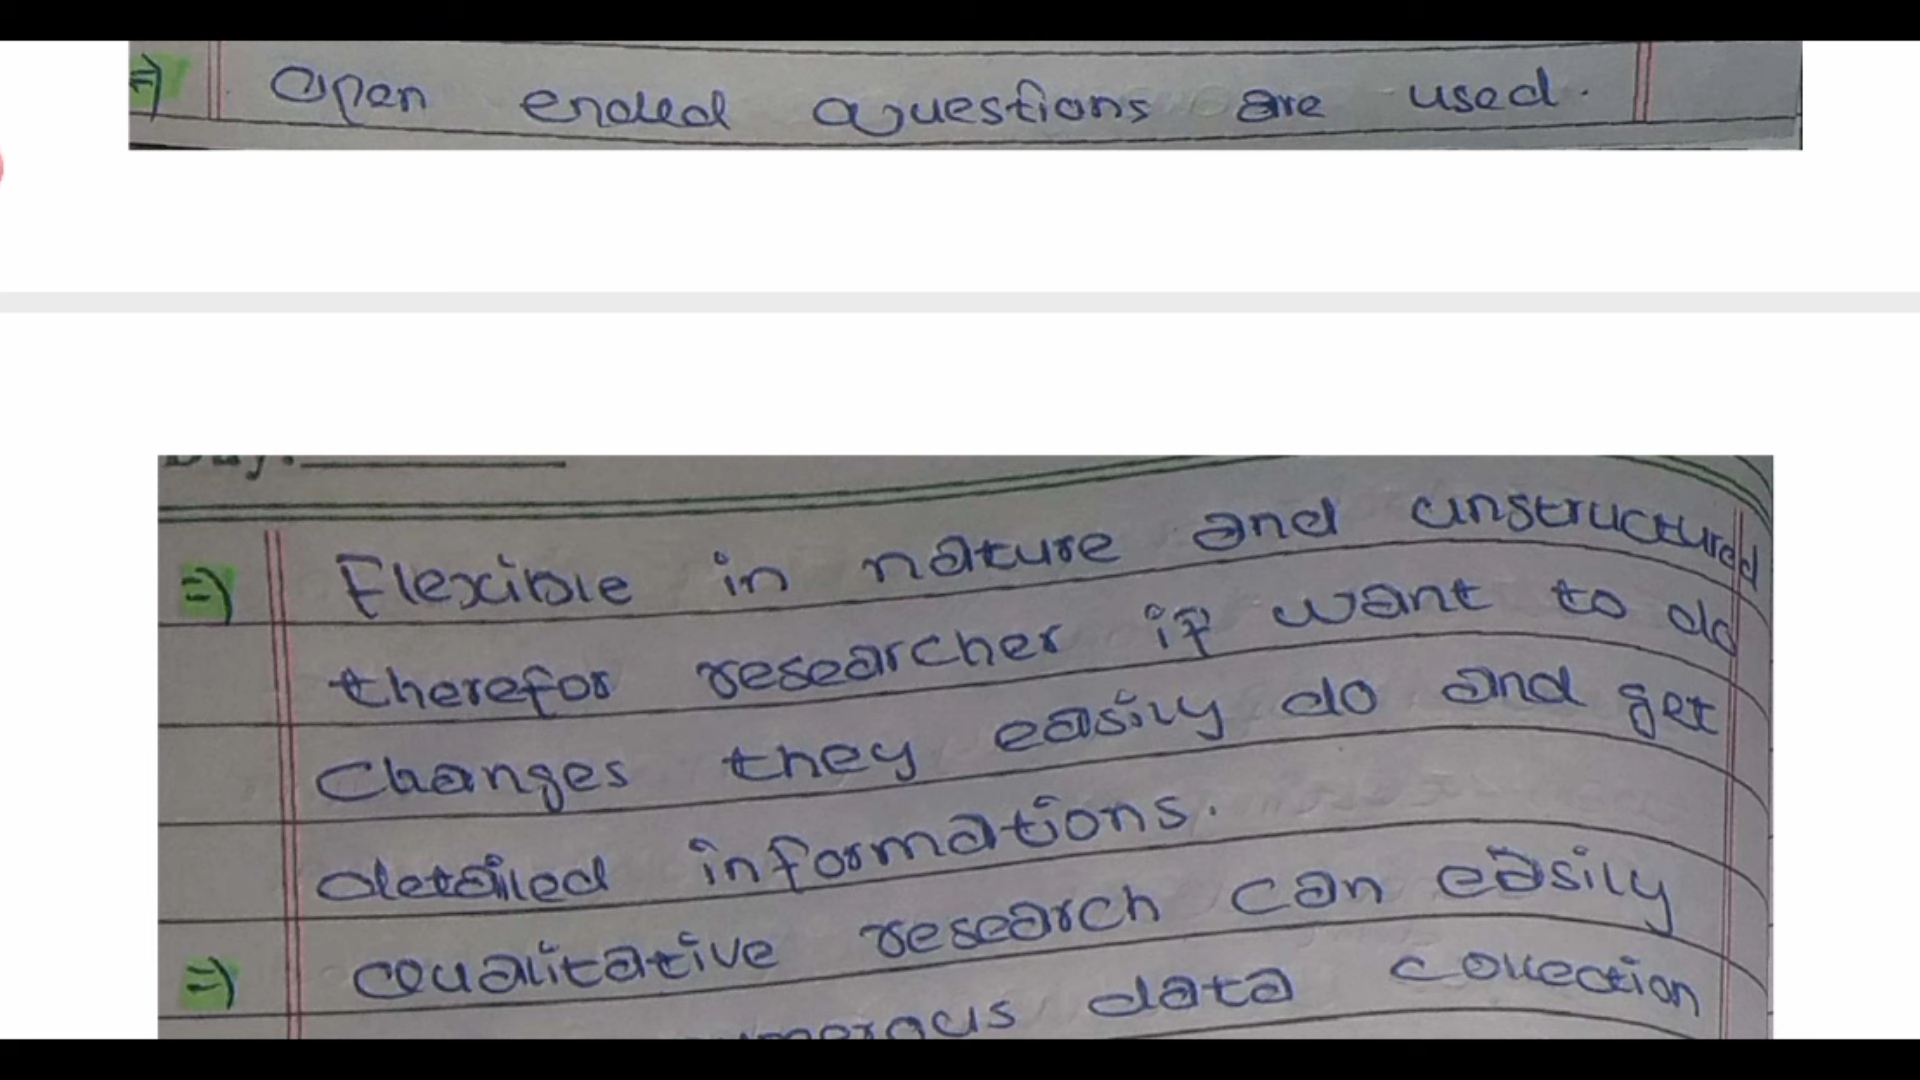 => Open ended questions are used.
Day:
=> Flexible in nature and unstructured
therefor researcher if want to do
Changes they easily do and get
detailed informations.
=> Qualitative research can easily
data collection